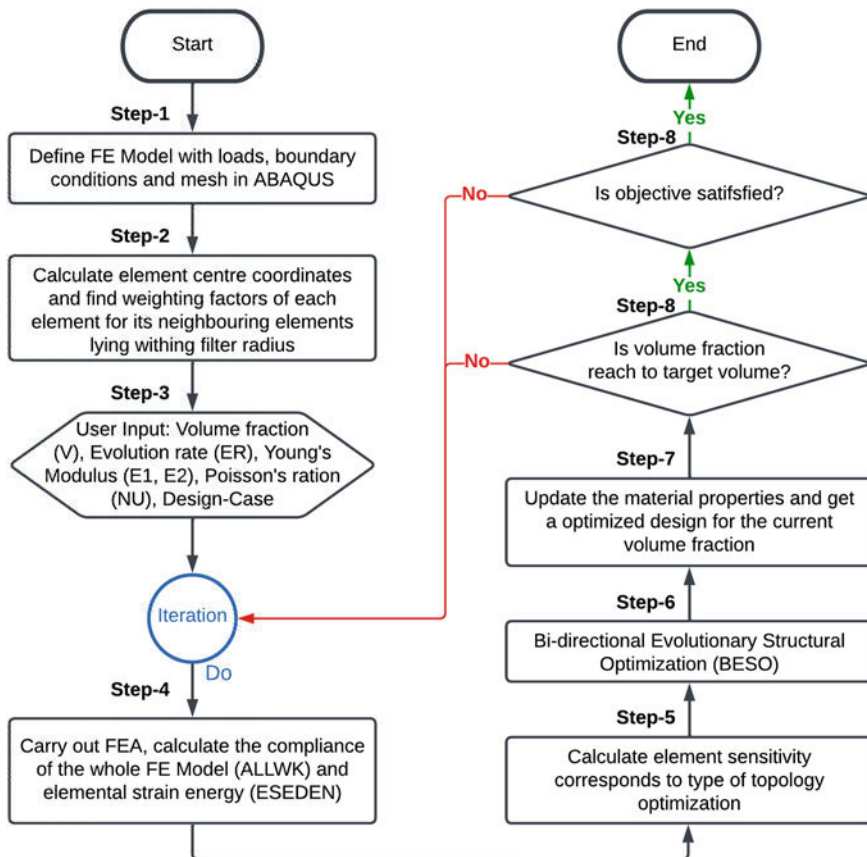 Start
Step-1
Define FE Model with loads, boundary
conditions and mesh in ABAQUS
Step-2
Calculate element centre coordinates
and find weighting factors of each
element for its neighbouring elements
lying withing filter radius
Step-3
User Input: Volume fraction
(V), Evolution rate (ER), Young's
Modulus (E1, E2), Poisson's ration
(NU), Design-Case
Iteration
Do
Step-4
Carry out FEA, calculate the compliance
of the whole FE Model (ALLWK) and
elemental strain energy (ESEDEN)
End
Yes
Step-8
Is objective satifsfied?
No
Yes
Step-8
Is volume fraction
reach to target volume?
No
Step-7
Update the material properties and get
a optimized design for the current
volume fraction
Step-6
Bi-directional Evolutionary Structural
Optimization (BESO)
Step-5
Calculate element sensitivity
corresponds to type of topology
optimization